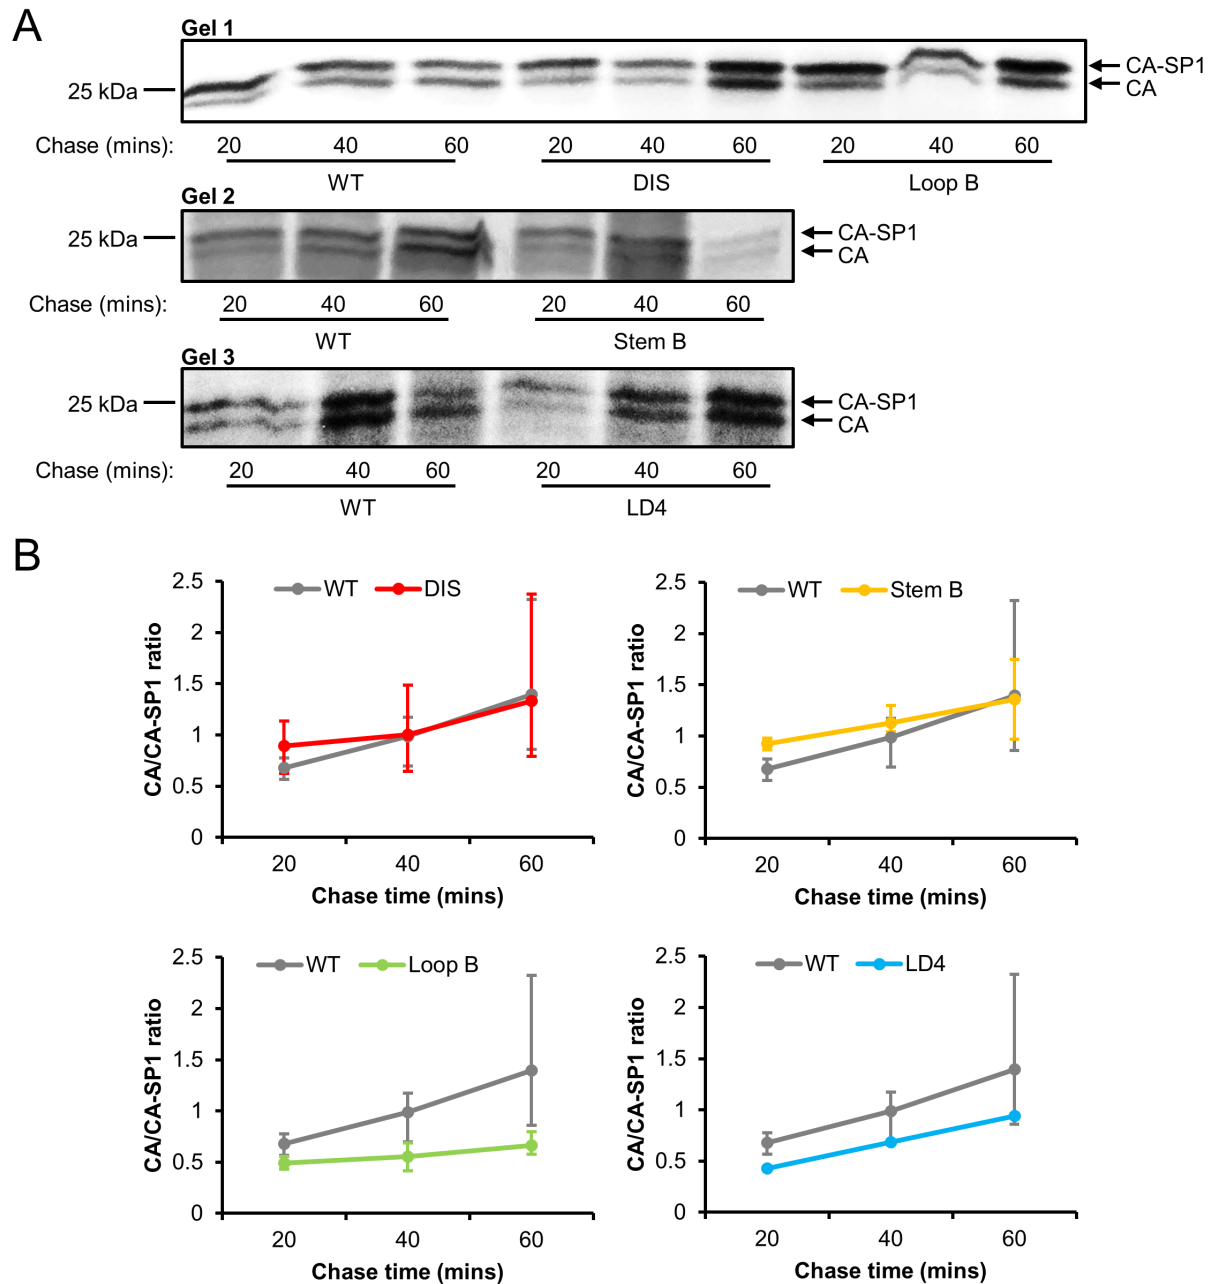 A
Gel 1
25 kDa
CA-SP1
CA
Chase (mins): 20 40 60 20 40 60 20 40 60
WT DIS Loop B
Gel 2
25 kDa
CA-SP1
CA
Chase (mins): 20 40 60 20 40 60
WT Stem B
Gel 3
25 kDa
CA-SP1
CA
Chase (mins): 20 40 60 20 40 60
WT LD4
B
WT DIS
CA/CA-SP1 ratio
2.5
2
1.5
1
0.5
0
20 40 60
Chase time (mins)
WT Stem B
CA/CA-SP1 ratio
2.5
2
1.5
1
0.5
0
20 40 60
Chase time (mins)
WT Loop B
CA/CA-SP1 ratio
2.5
2
1.5
1
0.5
0
20 40 60
Chase time (mins)
WT LD4
CA/CA-SP1 ratio
2.5
2
1.5
1
0.5
0
20 40 60
Chase time (mins)